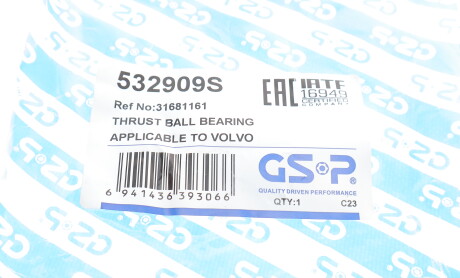 532909S
Ref No:31681161
THRUST BALL BEARING
APPLICABLE TO VOLVO
6 941436 393066
EAC
IATF
16949
CERTIFIED
COMPANY
GSP®
QUALITY DRIVEN PERFORMANCE
QTY:1 C23